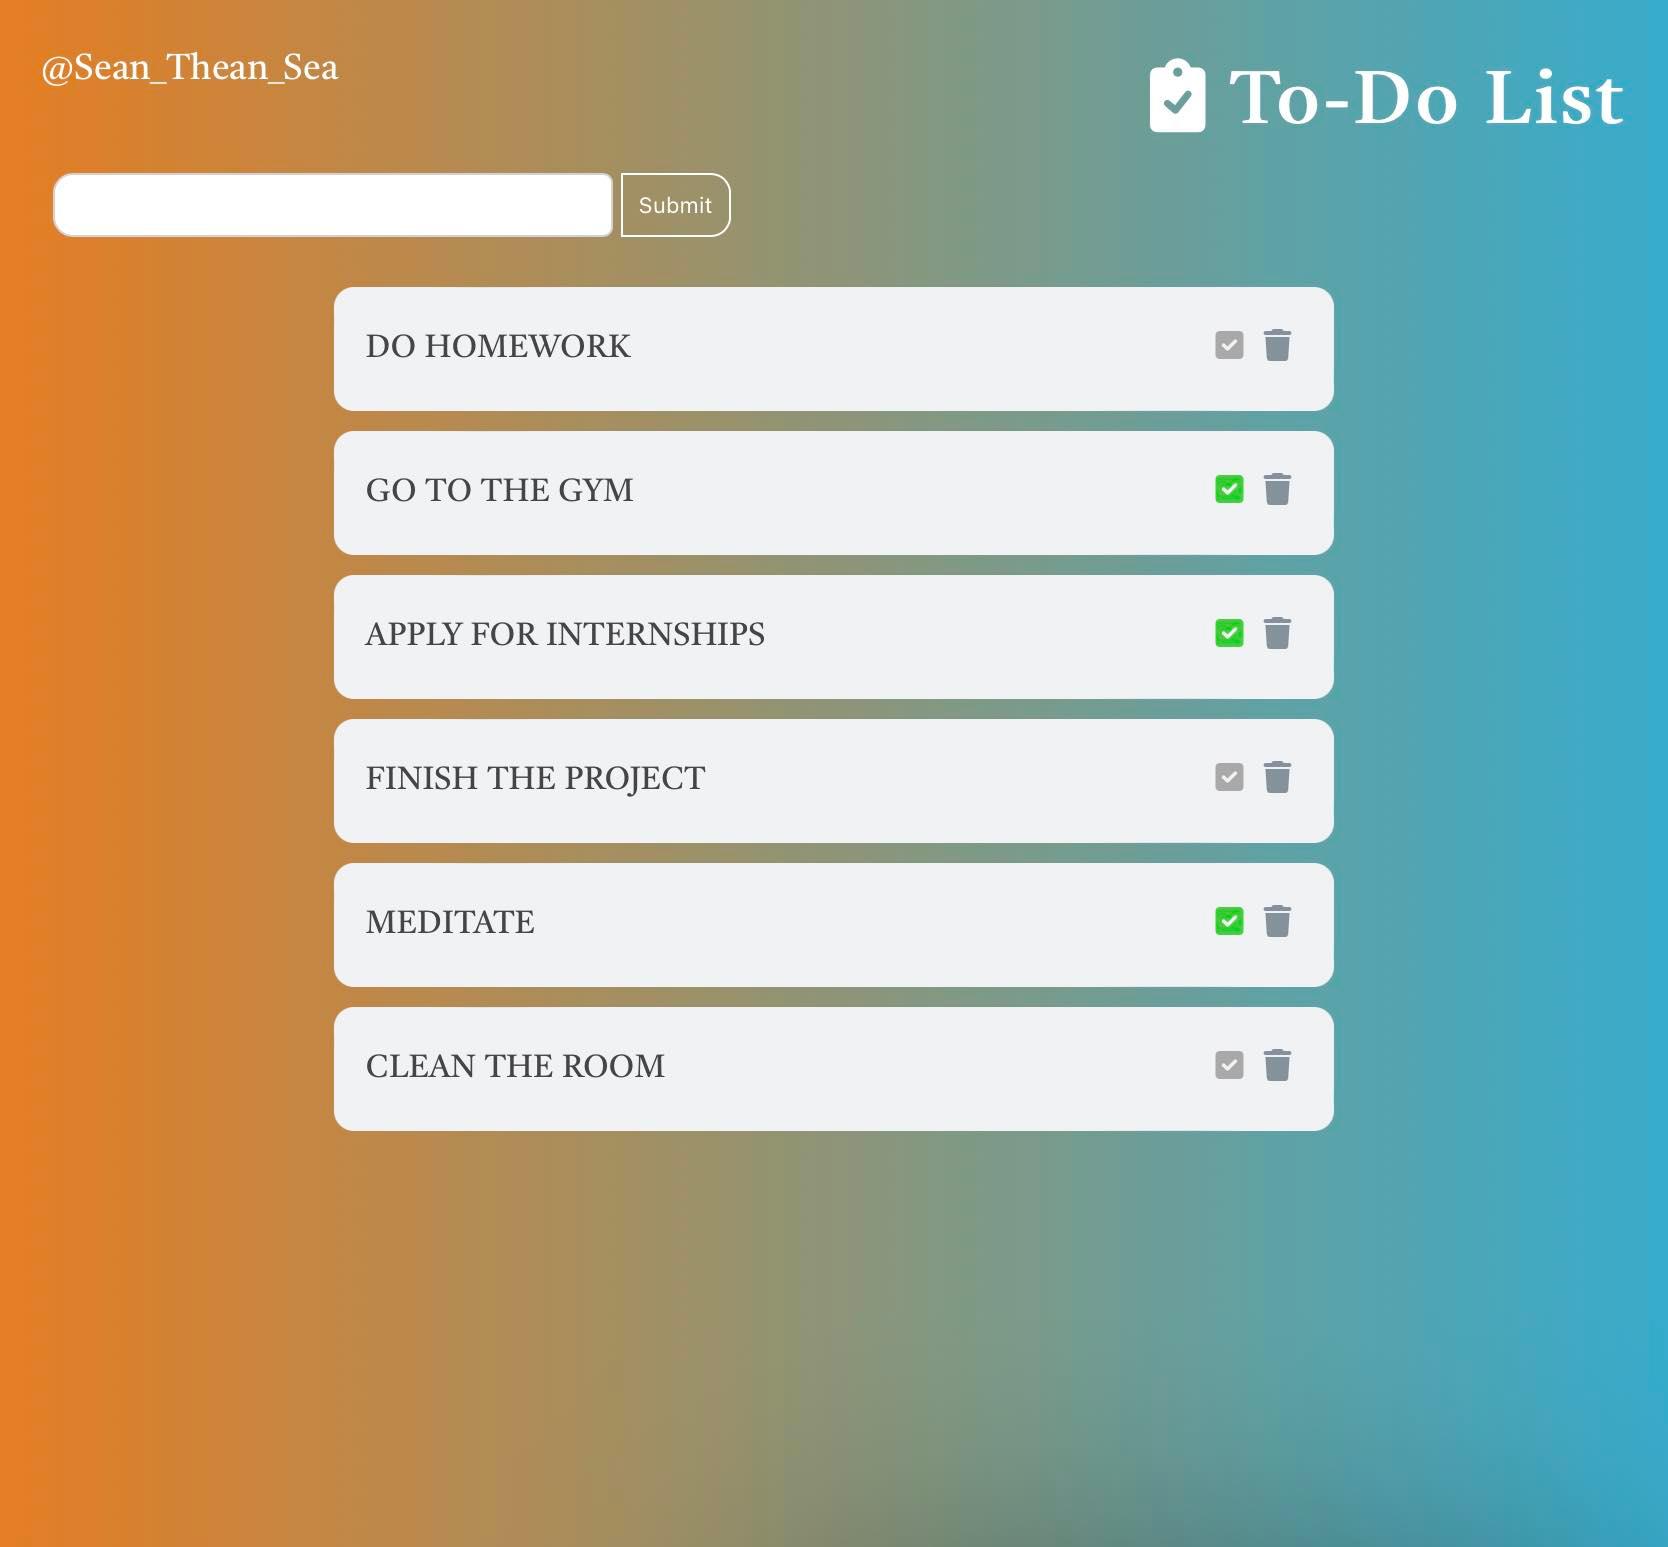 @Sean_Thean_Sea
To-Do List
Submit
DO HOMEWORK
GO TO THE GYM
APPLY FOR INTERNSHIPS
FINISH THE PROJECT
MEDITATE
CLEAN THE ROOM